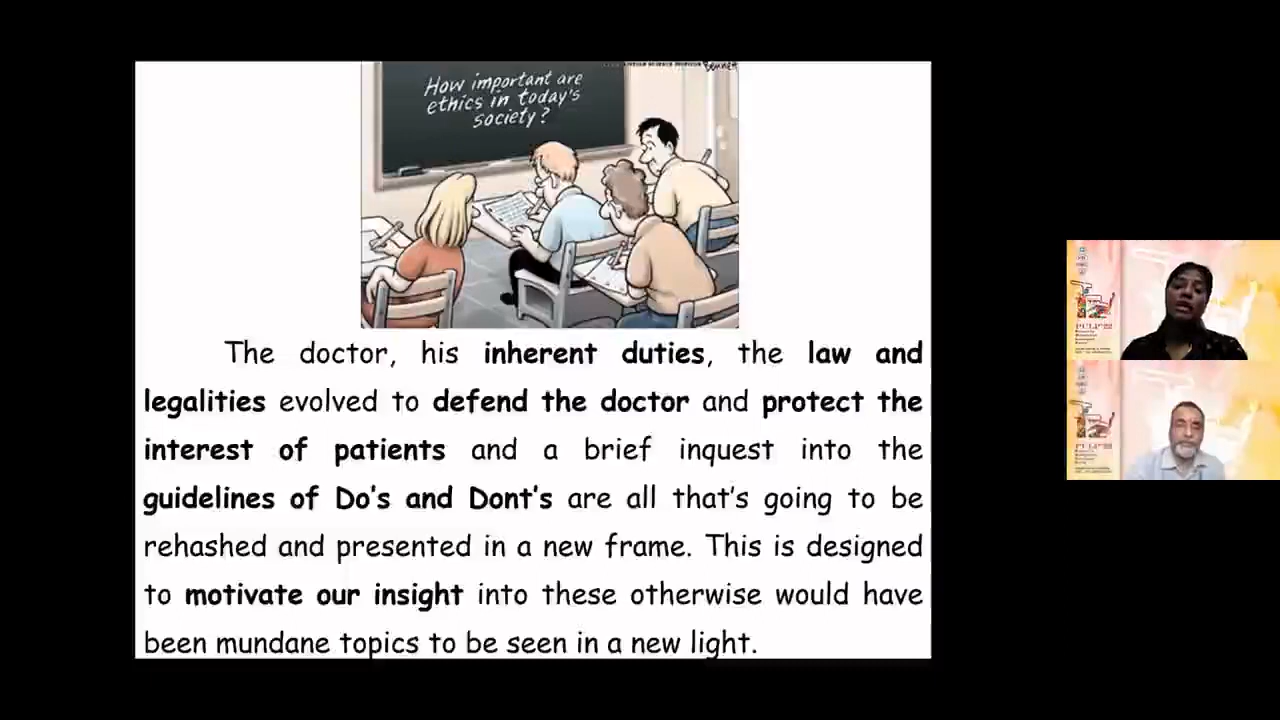 How important are
ethics in today's
society?
Bennett
The doctor, his inherent duties, the law and
legalities evolved to defend the doctor and protect the
interest of patients and a brief inquest into the
guidelines of Do's and Dont's are all that's going to be
rehashed and presented in a new frame. This is designed
to motivate our insight into these otherwise would have
been mundane topics to be seen in a new light.